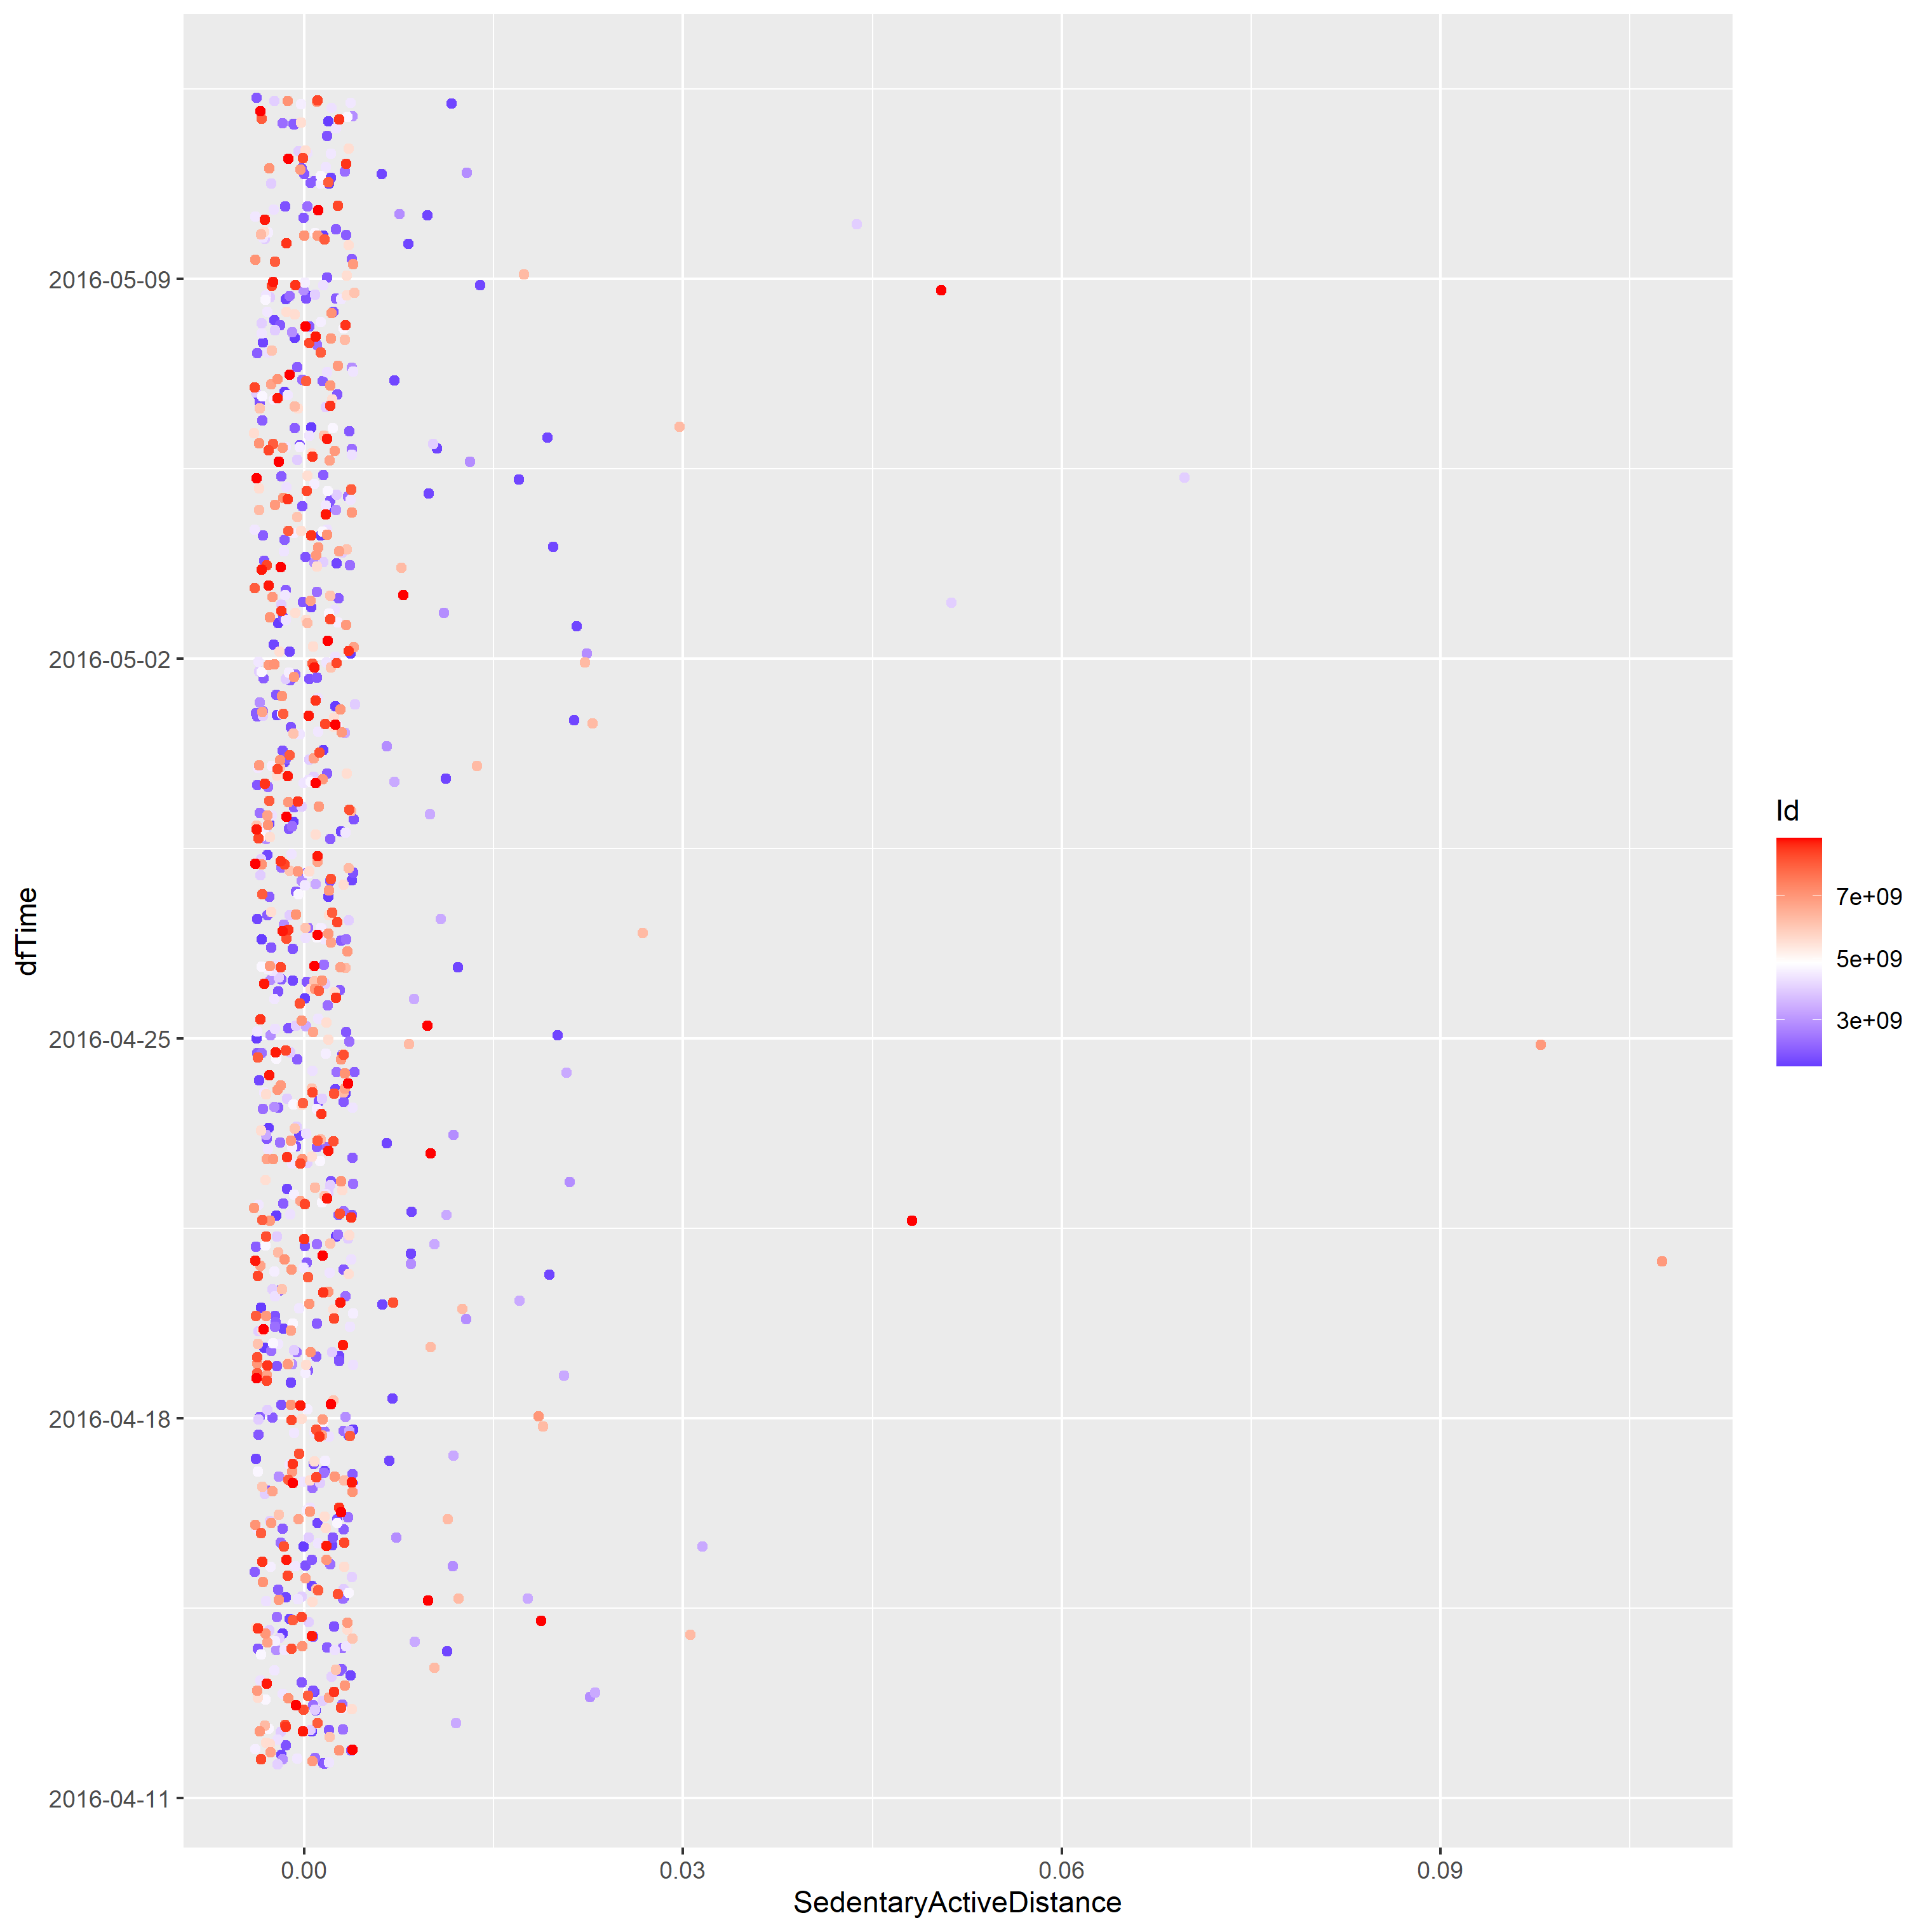 dfTime
2016-05-09
2016-05-02
2016-04-25
2016-04-18
2016-04-11
0.00 0.03 0.06 0.09
SedentaryActiveDistance
Id
7e+09
5e+09
3e+09